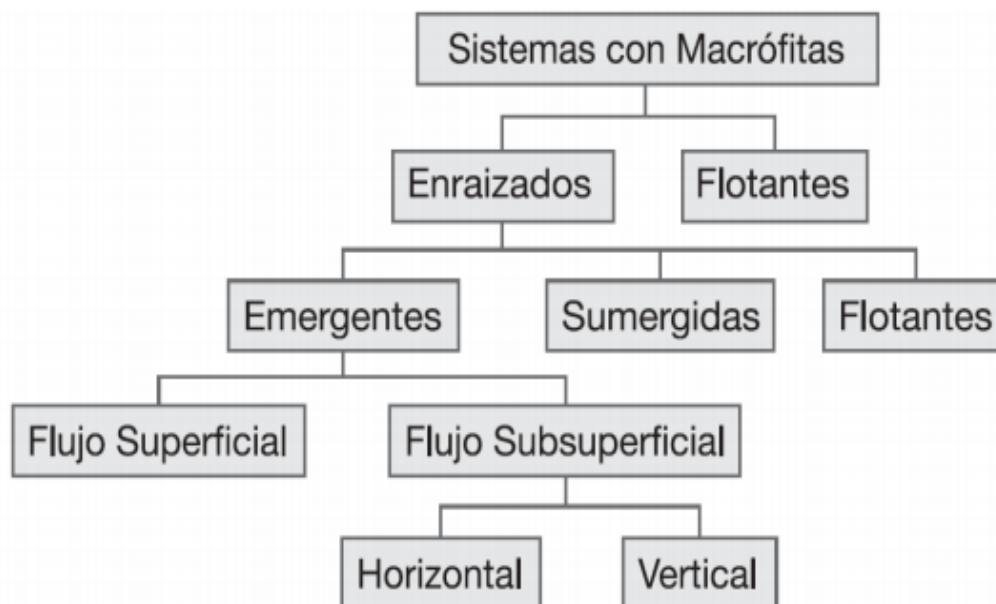 Sistemas con Macrófitas
Enraizados
Flotantes
Emergentes
Sumergidas
Flotantes
Flujo Superficial
Flujo Subsuperficial
Horizontal
Vertical